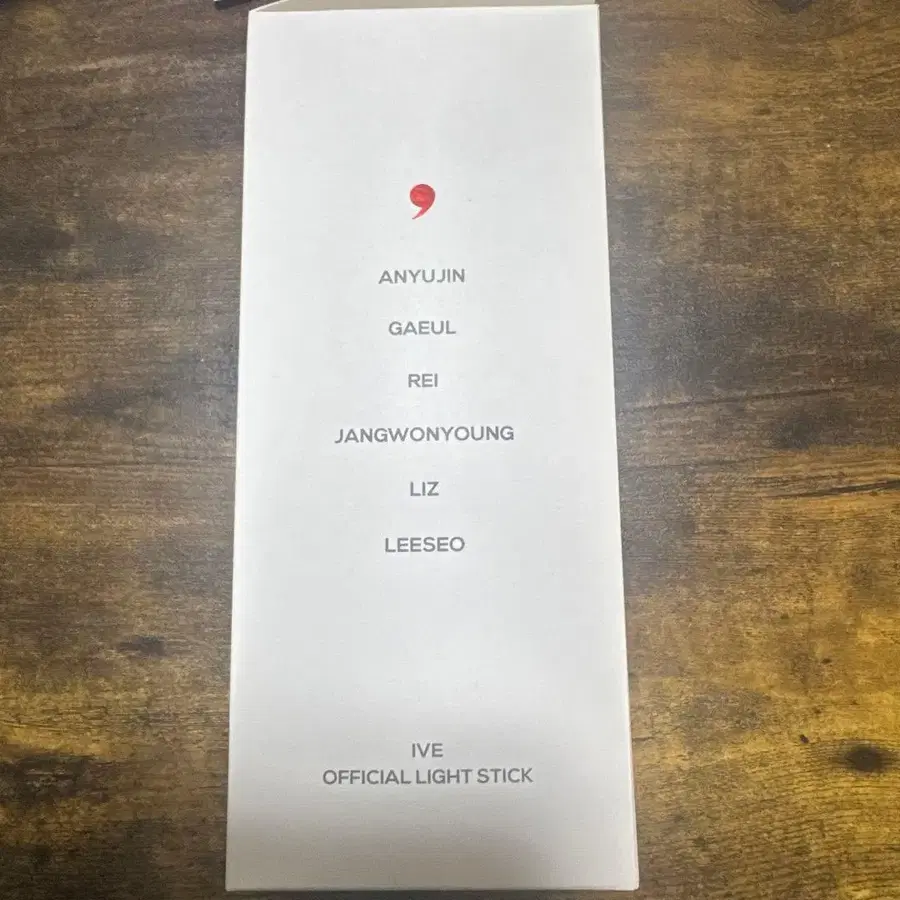 ’
ANYUJIN
GAEUL
REI
JANGWONYOUNG
LIZ
LEESEO
IVE
OFFICIAL LIGHT STICK